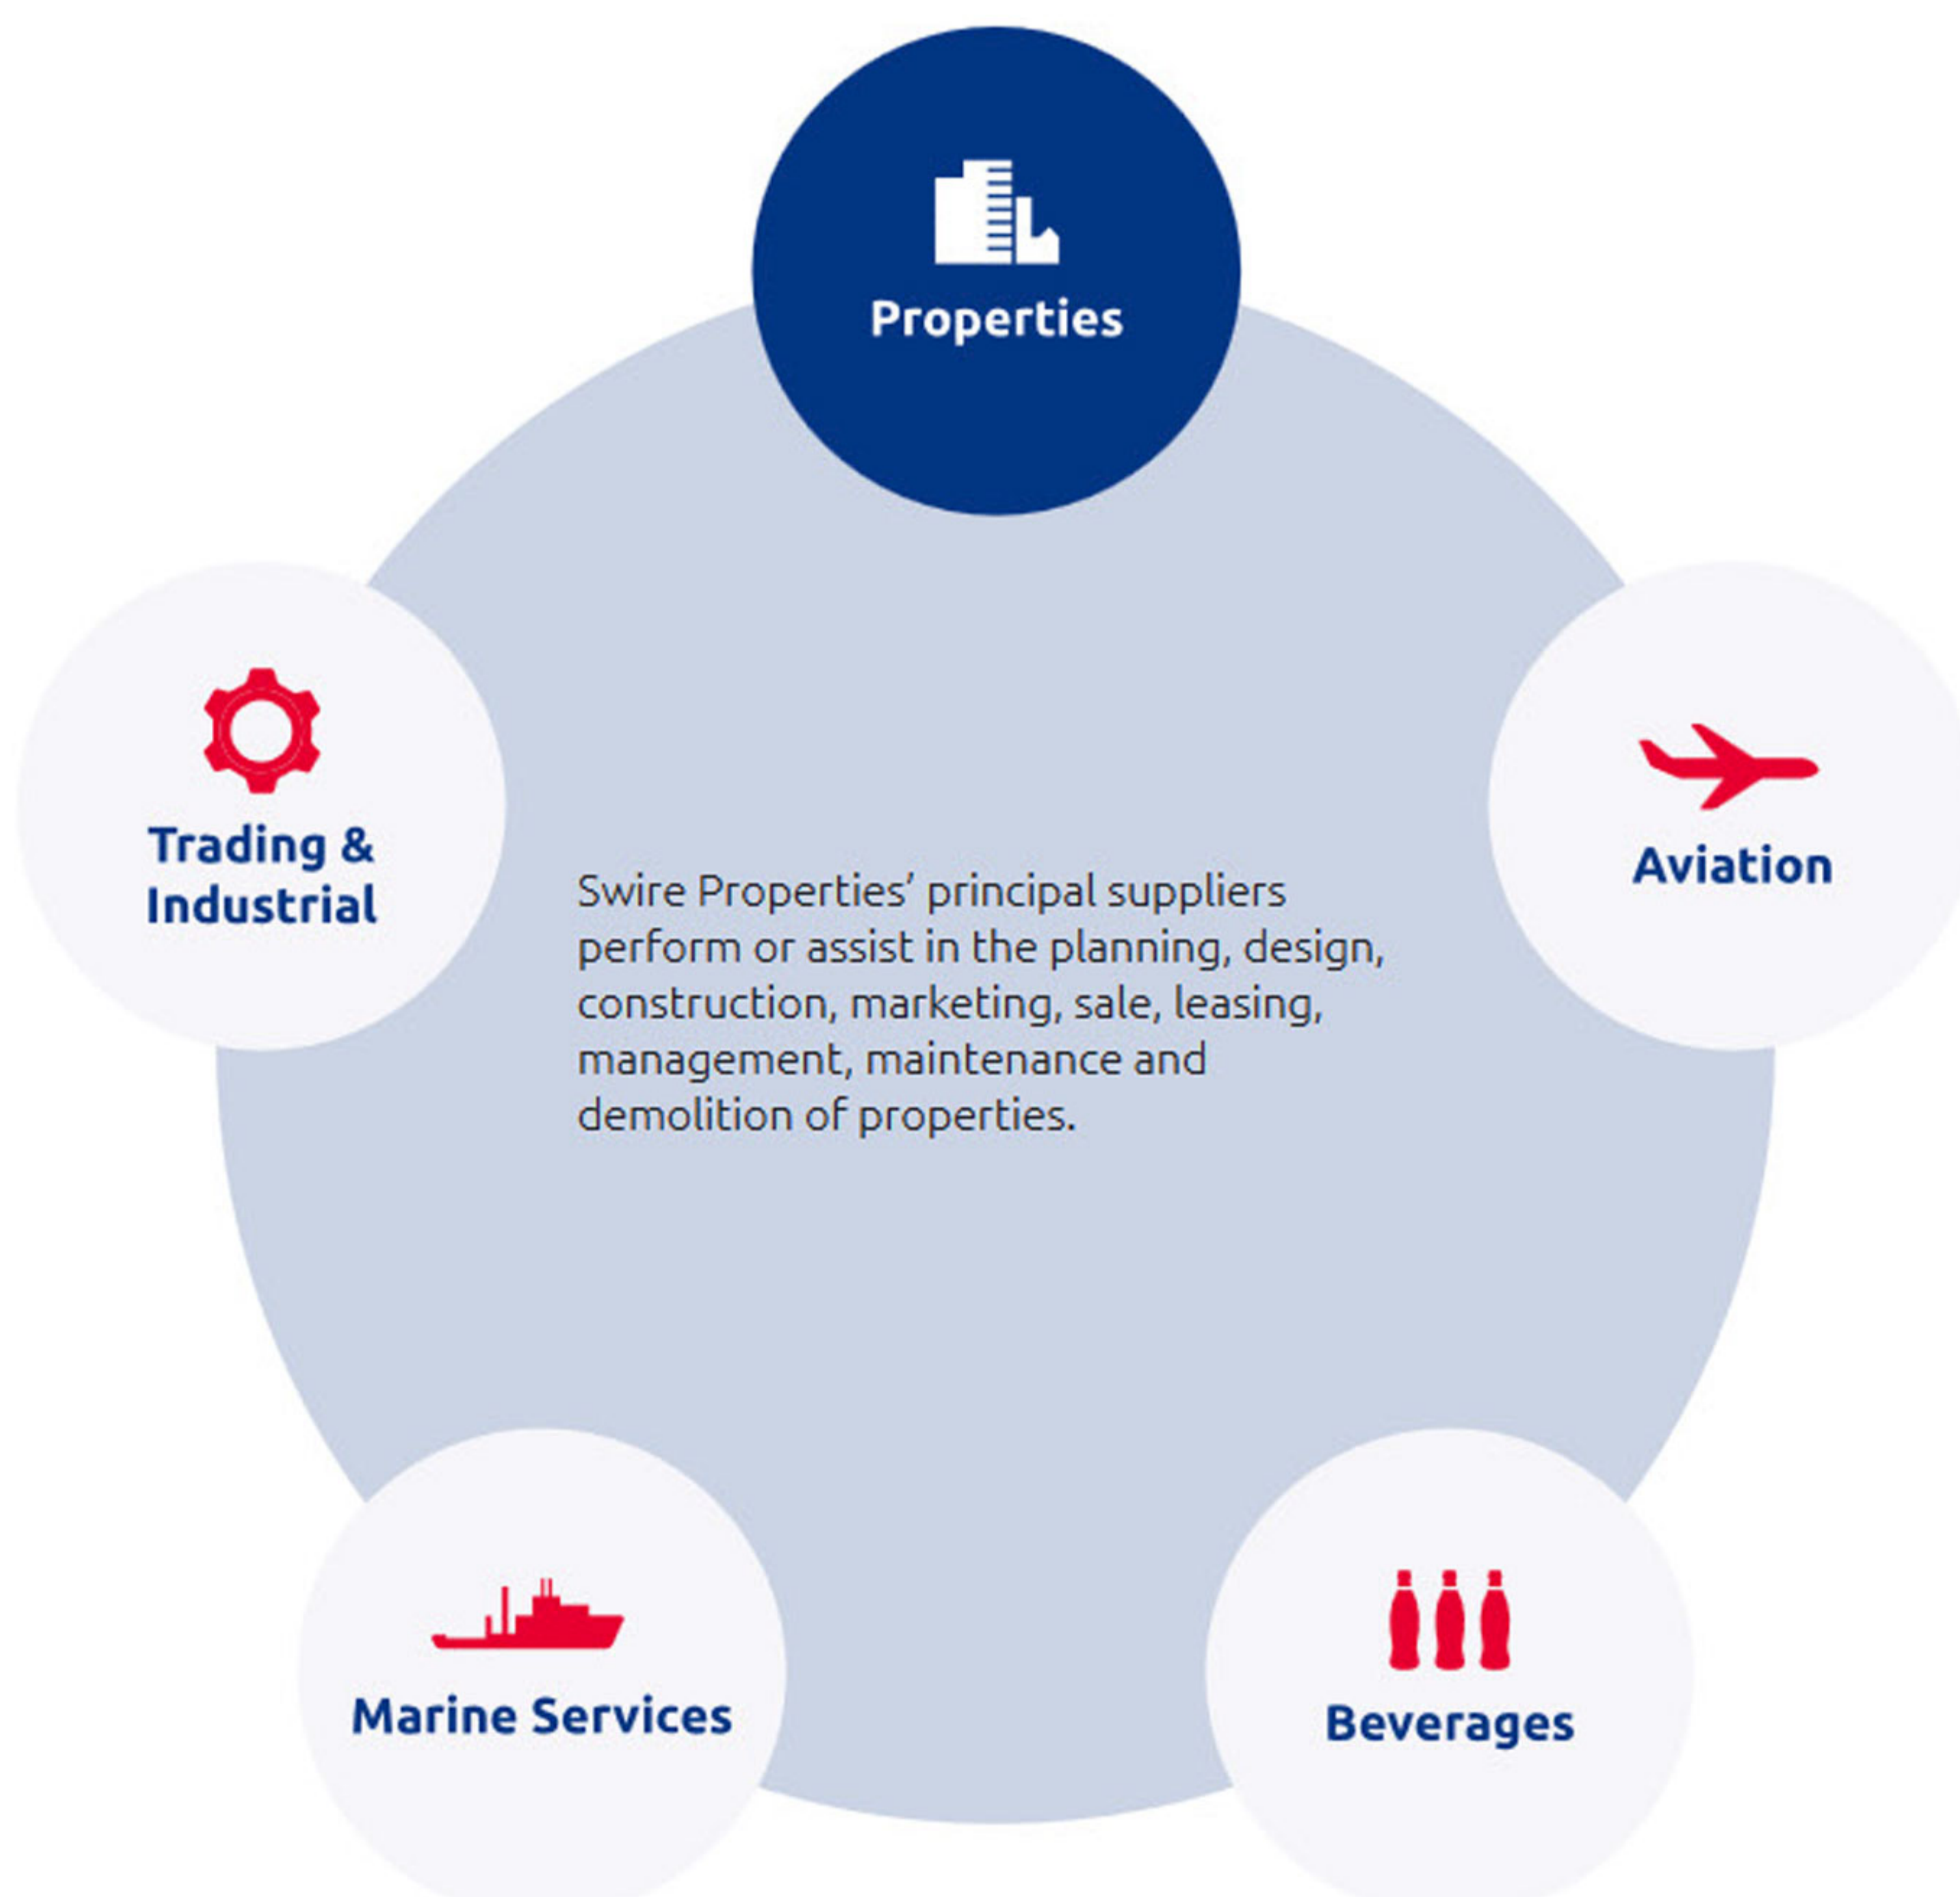 Properties
Trading &
Industrial
Aviation
Swire Properties’ principal suppliers
perform or assist in the planning, design,
construction, marketing, sale, leasing,
management, maintenance and
demolition of properties.
Marine Services
Beverages